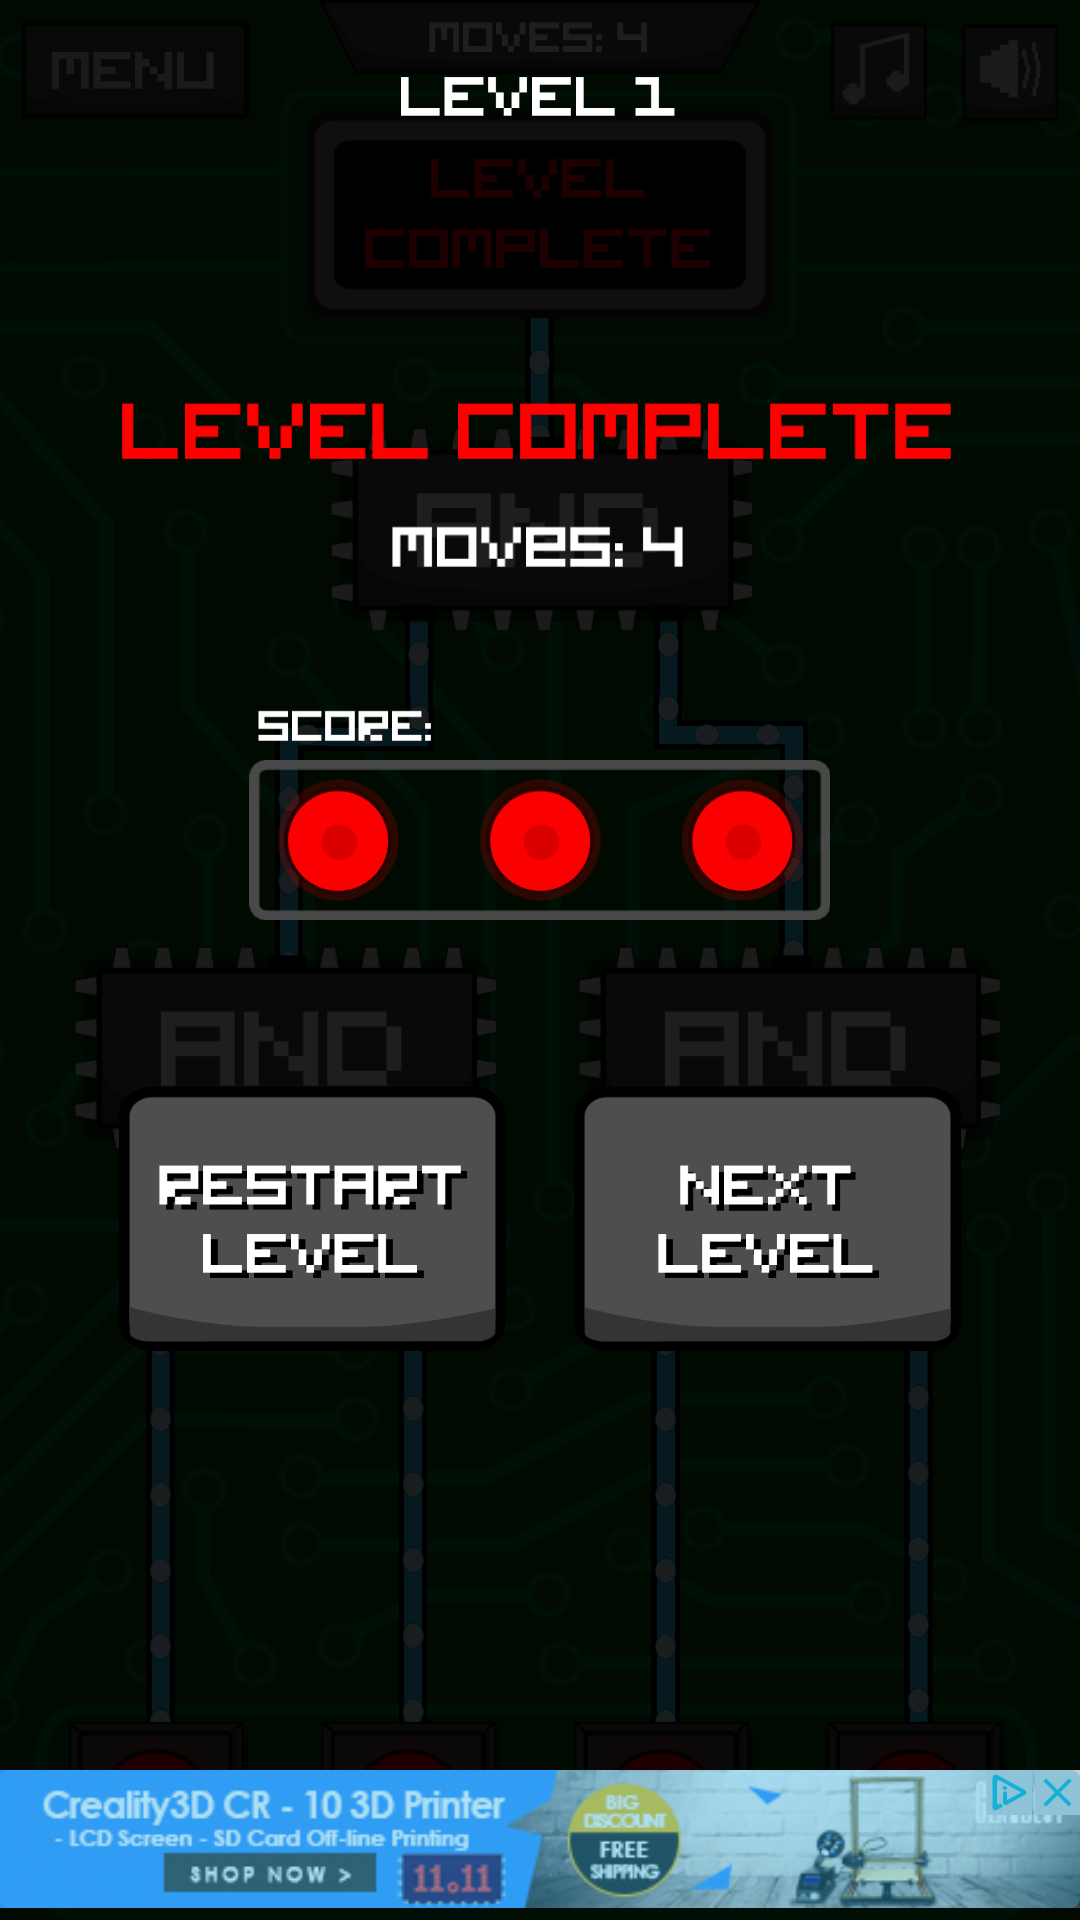 MENU
MOVES: 4
LEVEL 1
LEVEL
COMPLETE
LEVEL COMPLETE
AND
MOVES: 4
SCORE:
AND
AND
RESTART
LEVEL
NEXT
LEVEL
Creality3D CR - 10 3D Printer
- LCD Screen - SD Card Off-line Printing
SHOP NOW >
11.11
BIG
DISCOUNT
FREE
SHIPPING